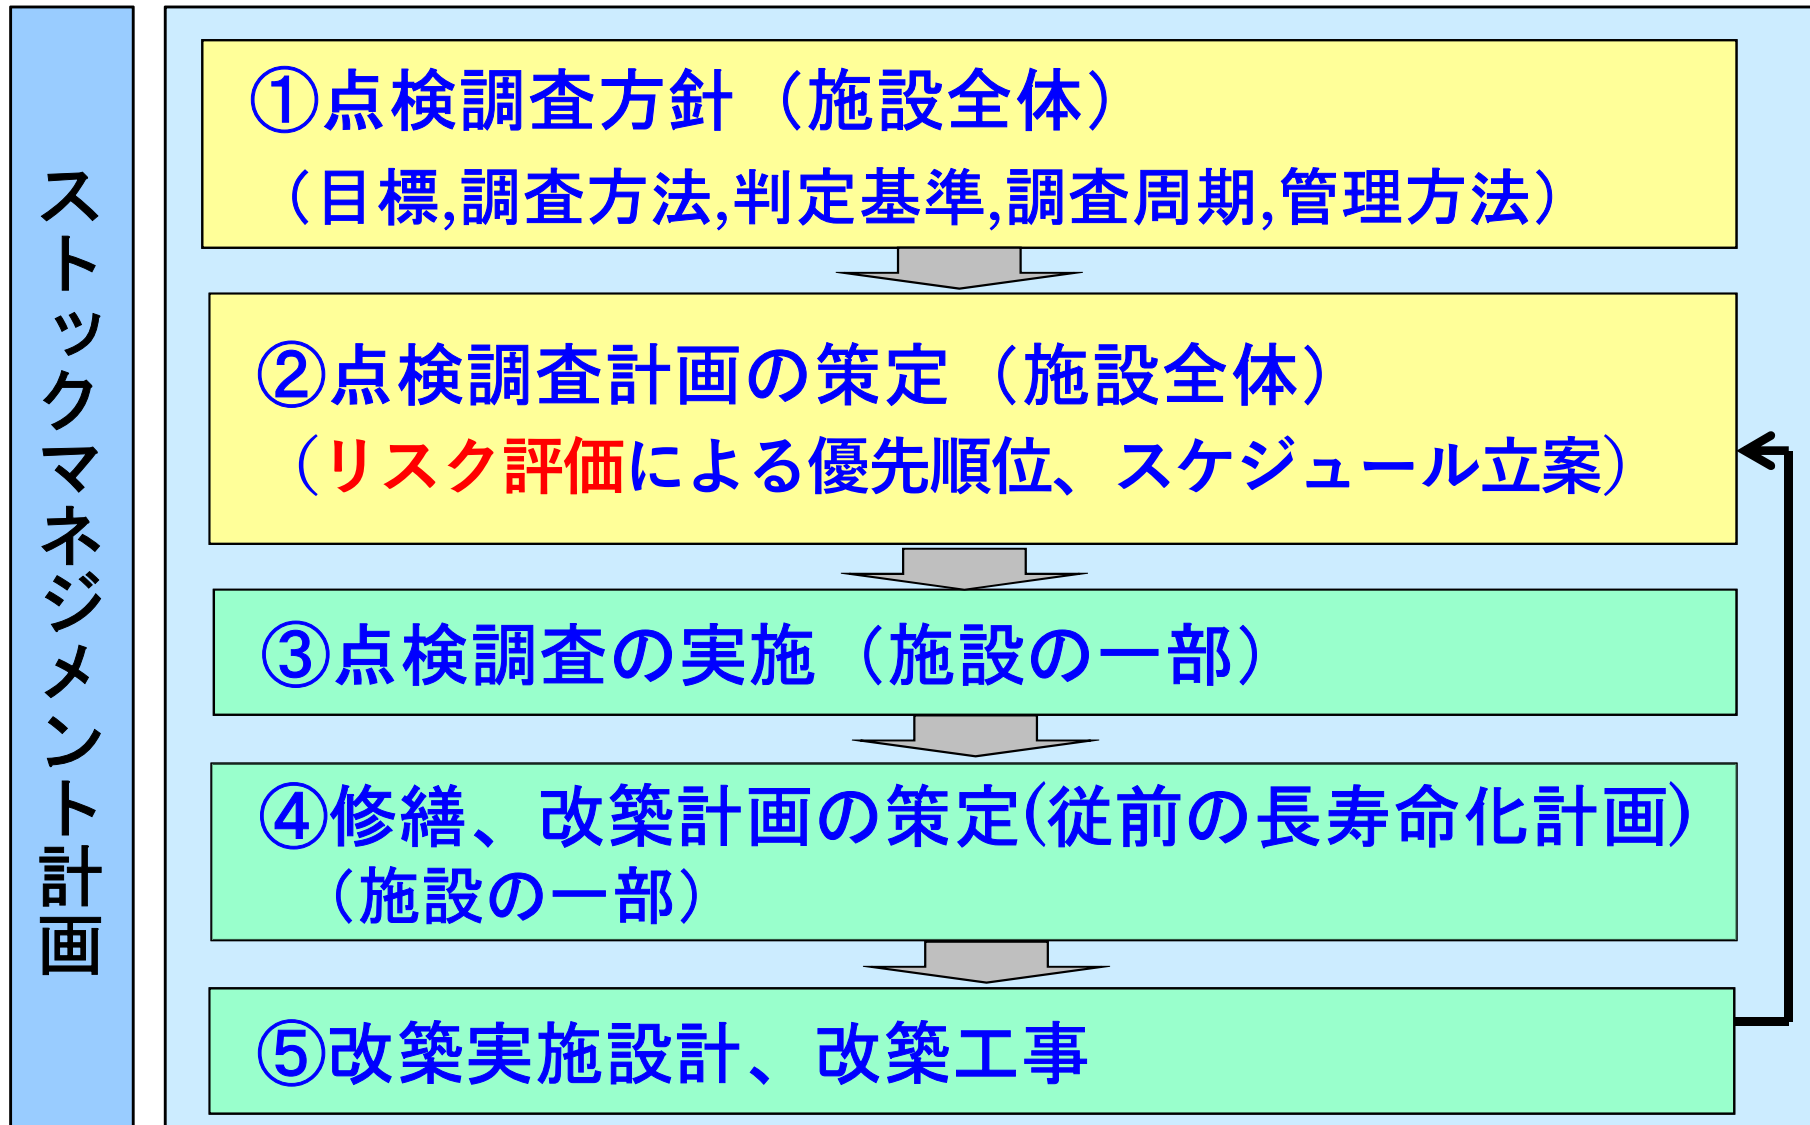 ストックマネジメント計画
①点検調査方針（施設全体）
（目標,調査方法,判定基準,調査周期,管理方法）
②点検調査計画の策定（施設全体）
（リスク評価による優先順位、スケジュール立案）
③点検調査の実施（施設の一部）
④修繕、改築計画の策定(従前の長寿命化計画)
（施設の一部）
⑤改築実施設計、改築工事